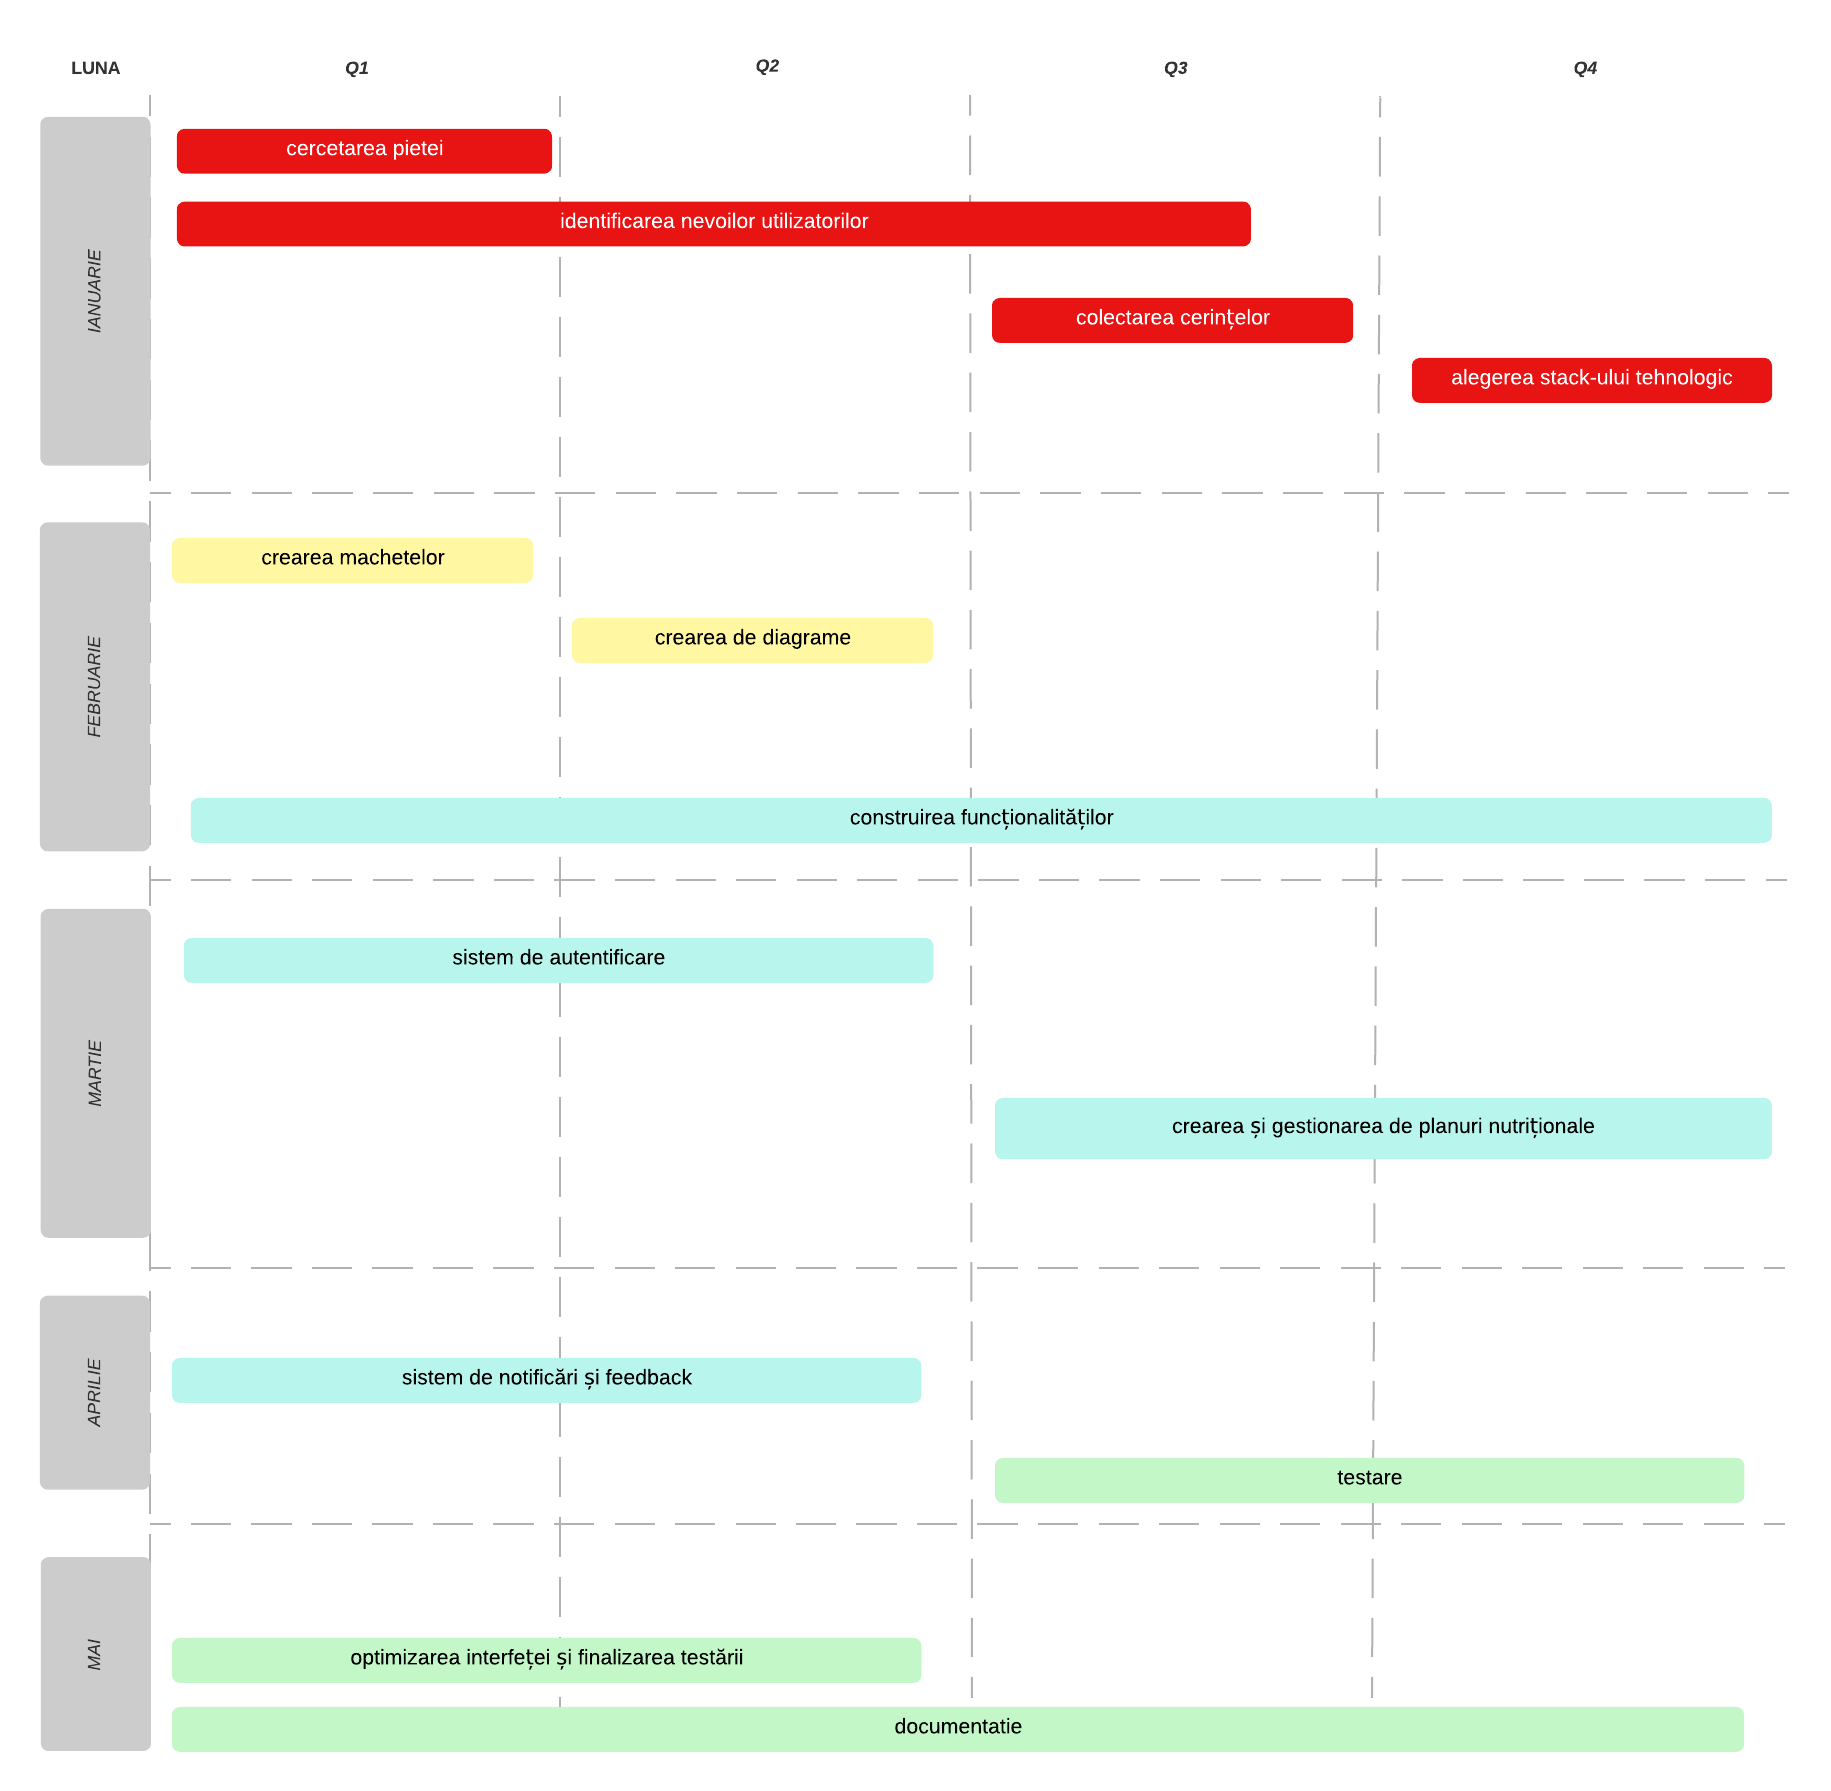 LUNA
Q1
Q2
Q3
Q4
IANUARIE
cercetarea pietei
identificarea nevoilor utilizatorilor
colectarea cerințelor
alegerea stack-ului tehnologic
FEBRUARIE
crearea machetelor
crearea de diagrame
construirea funcționalităților
MARTIE
sistem de autentificare
crearea și gestionarea de planuri nutriționale
APRILIE
sistem de notificări și feedback
testare
MAI
optimizarea interfeței și finalizarea testării
documentatie